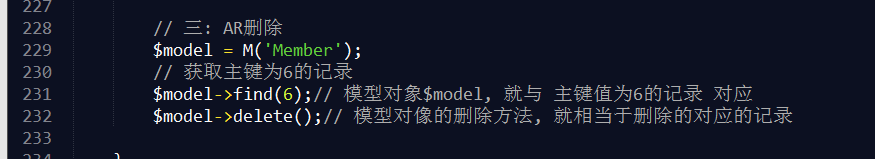 227
228 // 三: AR删除
229 $model = M('Member');
230 // 获取主键为6的记录
231 $model->find(6);// 模型对象$model, 就与 主键值为6的记录 对应
232 $model->delete();// 模型对像的删除方法, 就相当于删除的对应的记录
233
234 }